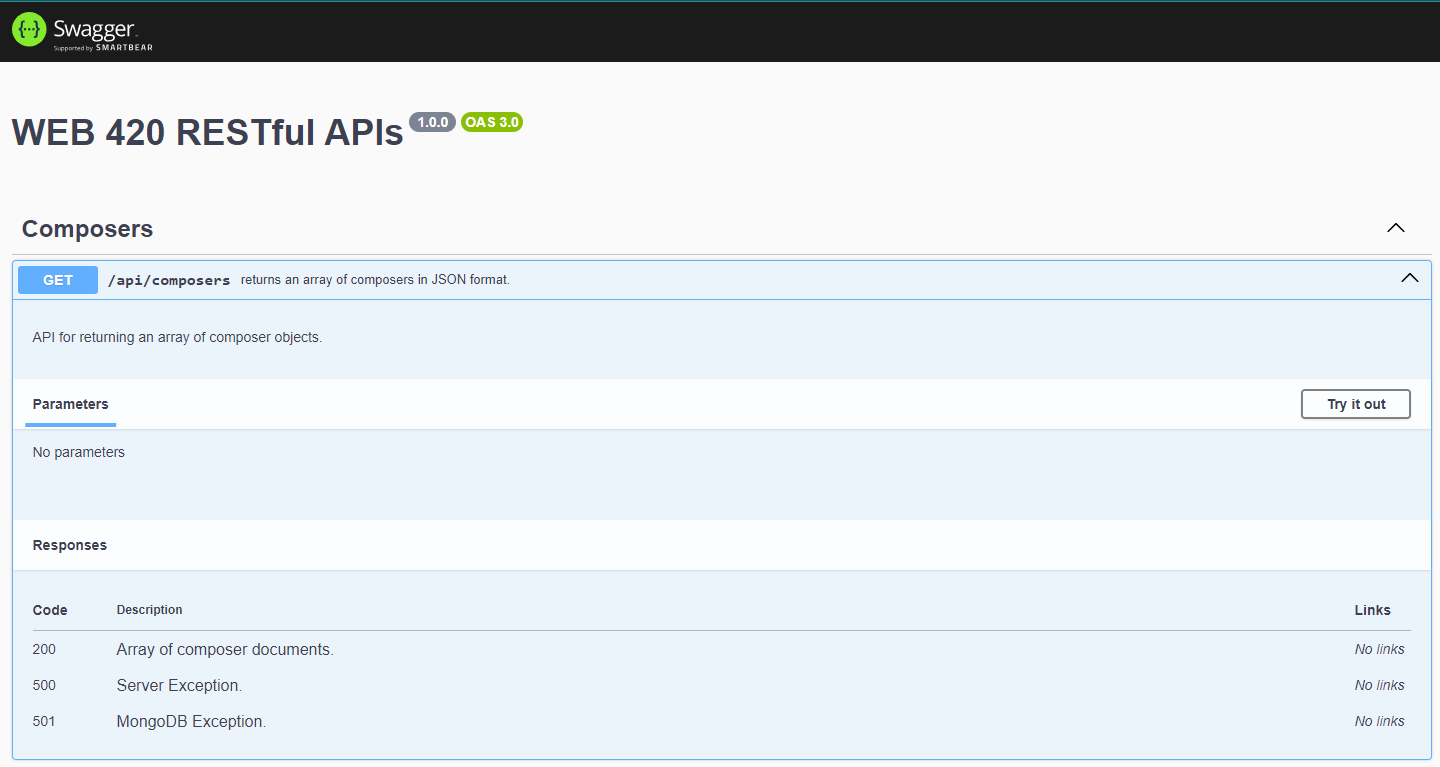 {···} Swagger
Supported by SMARTBEAR
WEB 420 RESTful APIs 1.0.0 OAS 3.0
Composers
GET /api/composers returns an array of composers in JSON format.
API for returning an array of composer objects.
Parameters Try it out
No parameters
Responses
Code Description Links
200 Array of composer documents. No links
500 Server Exception. No links
501 MongoDB Exception. No links